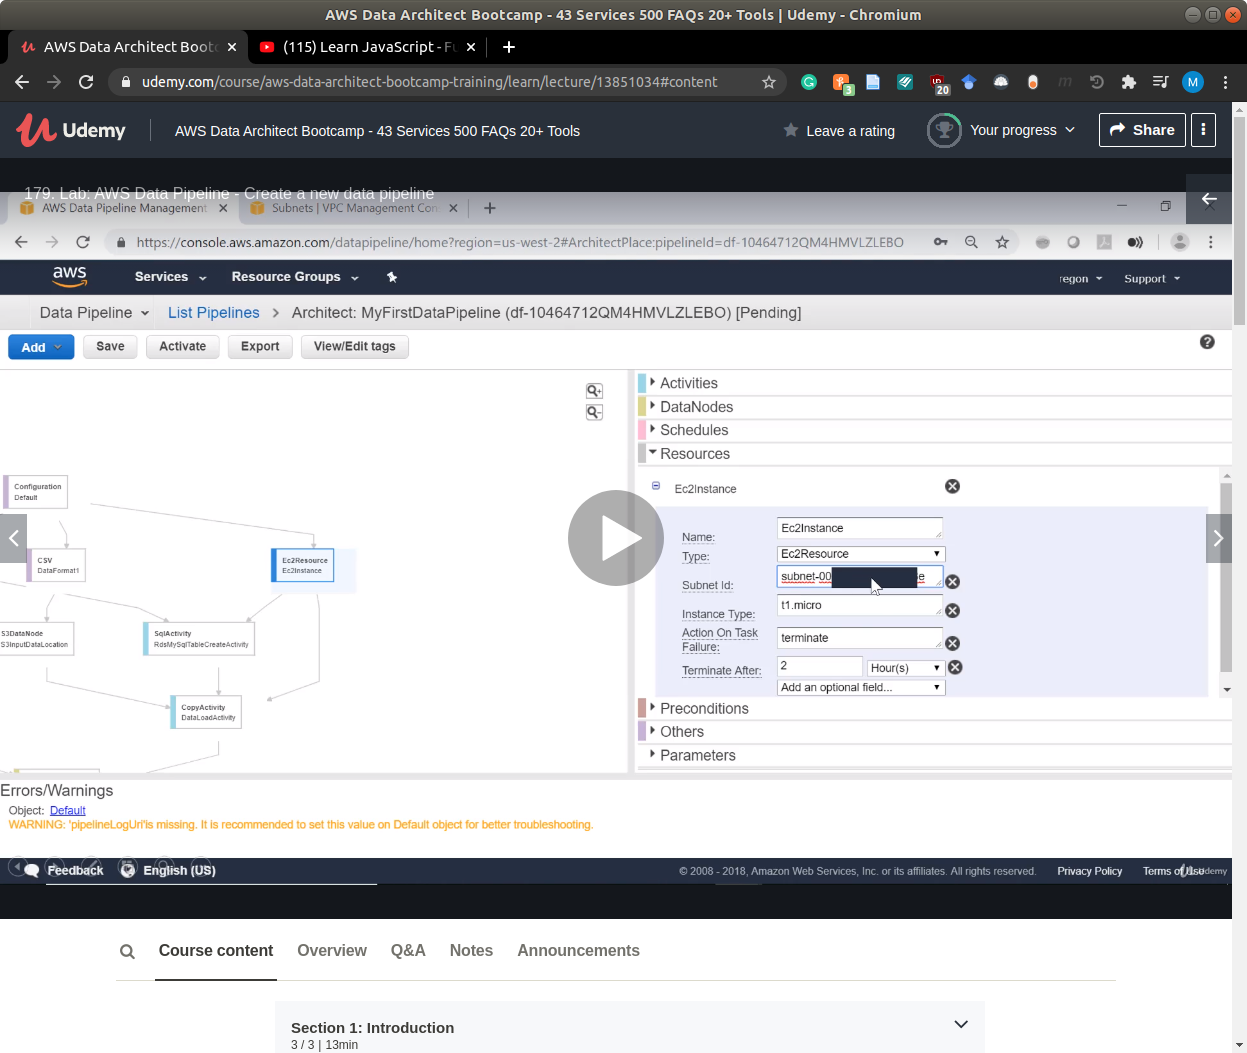 AWS Data Architect Bootcamp - 43 Services 500 FAQs 20+ Tools | Udemy - Chromium
AWS Data Architect Bootc
(115) Learn JavaScript - Fu
udemy.com/course/aws-data-architect-bootcamp-training/learn/lecture/13851034#content
3
20
M
Udemy
AWS Data Architect Bootcamp - 43 Services 500 FAQs 20+ Tools
Leave a rating
Your progress
Share
179. Lab: AWS Data Pipeline - Create a new data pipeline
AWS Data Pipeline Management
Subnets | VPC Management Con
https://console.aws.amazon.com/datapipeline/home?region=us-west-2#ArchitectPlace:pipelineId=df-10464712QM4HMVLZLEBO
aws
Services
Resource Groups
regon
Support
Data Pipeline
List Pipelines
Architect: MyFirstDataPipeline (df-10464712QM4HMVLZLEBO) [Pending]
Add
Save
Activate
Export
View/Edit tags
Activities
DataNodes
Schedules
Resources
Ec2Instance
Name:
Ec2Instance
Type:
Ec2Resource
Subnet Id:
subnet-00
e
Instance Type:
t1.micro
Action On Task
Failure:
terminate
Terminate After:
2
Hour(s)
Add an optional field...
Preconditions
Others
Parameters
Configuration
Default
CSV
DataFormat1
Ec2Resource
Ec2Instance
S3DataNode
S3InputDataLocation
SqlActivity
RdsMySqlTableCreateActivity
CopyActivity
DataLoadActivity
Errors/Warnings
Object: Default
WARNING: 'pipelineLogUri'is missing. It is recommended to set this value on Default object for better troubleshooting.
Feedback
English (US)
© 2008 - 2018, Amazon Web Services, Inc. or its affiliates. All rights reserved.
Privacy Policy
Terms of Use
Udemy
Course content
Overview
Q&A
Notes
Announcements
Section 1: Introduction
3 / 3 | 13min